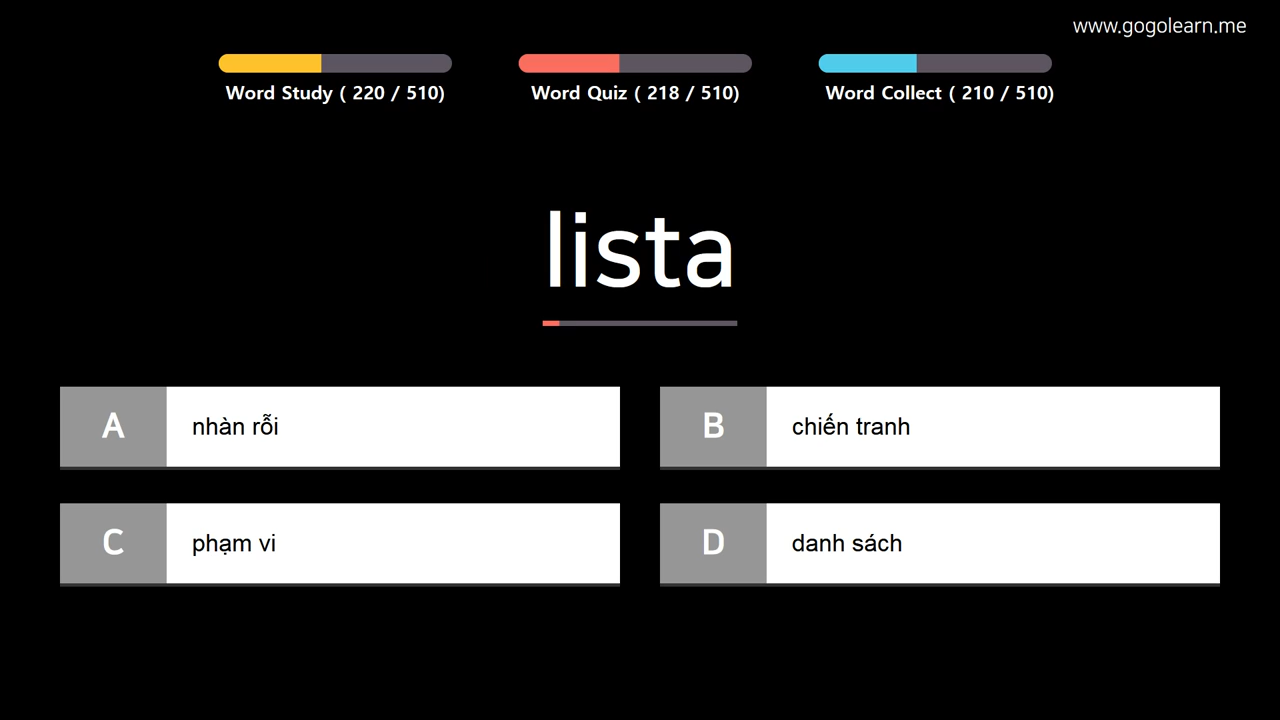 www.gogolearn.me
Word Study ( 220 / 510)
Word Quiz ( 218 / 510)
Word Collect ( 210 / 510)
lista
A nhàn rỗi
B chiến tranh
C phạm vi
D danh sách